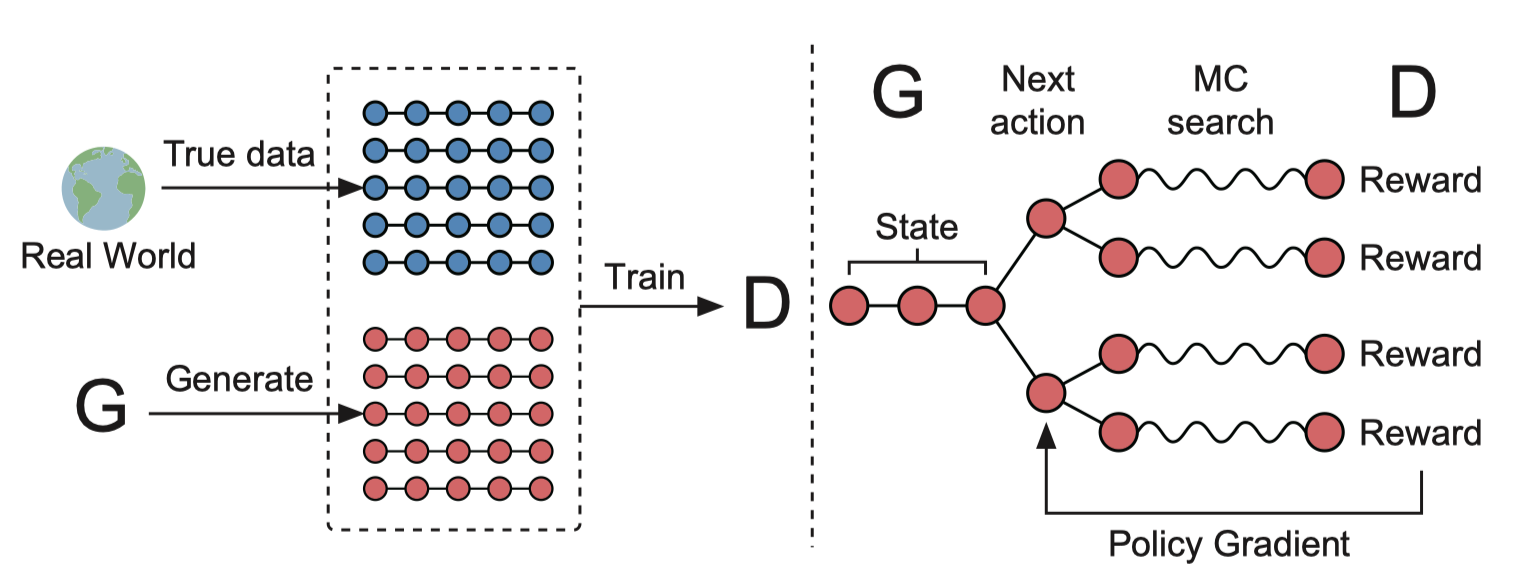 True data
Real World
G
Generate
Train
D
G
Next
action
MC
search
D
State
Reward
Reward
Reward
Reward
Policy Gradient